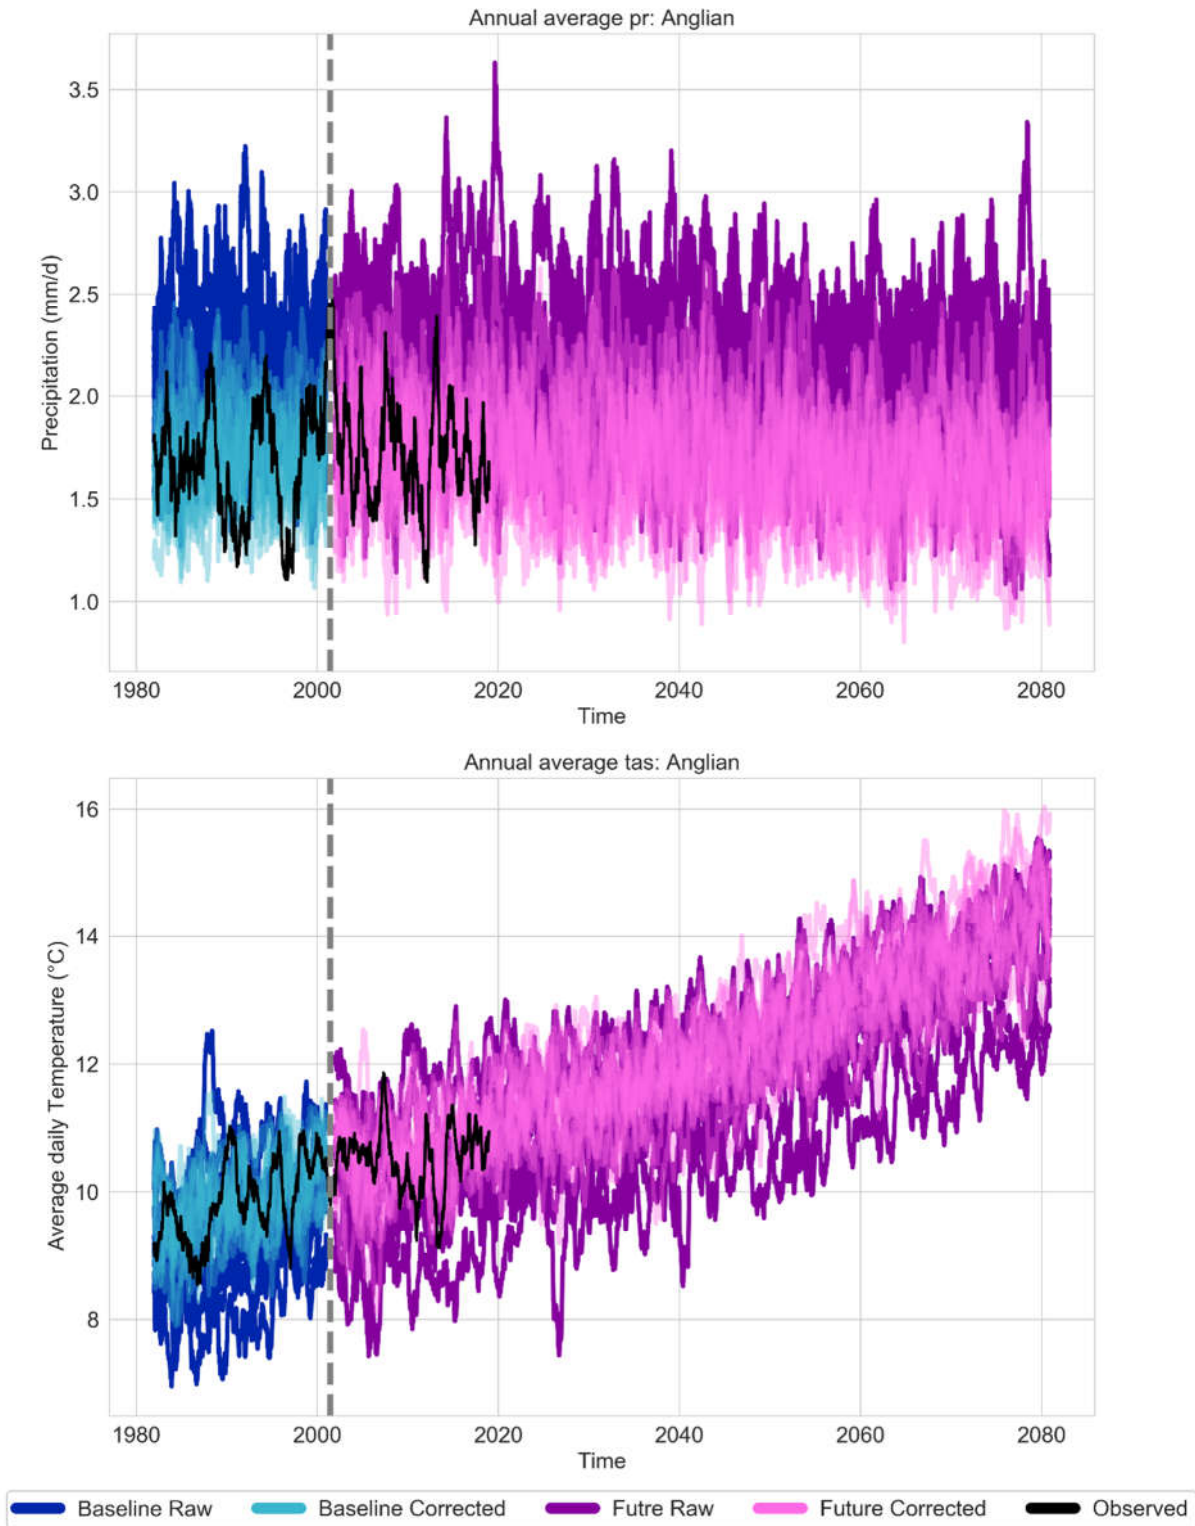 Annual average pr: Anglian
3.5
3.0
2.5
2.0
1.5
1.0
Precipitation (mm/d)
1980 2000 2020 2040 2060 2080
Time
Annual average tas: Anglian
16
14
12
10
8
Average daily Temperature (°C)
1980 2000 2020 2040 2060 2080
Time
Baseline Raw Baseline Corrected Futre Raw Future Corrected Observed